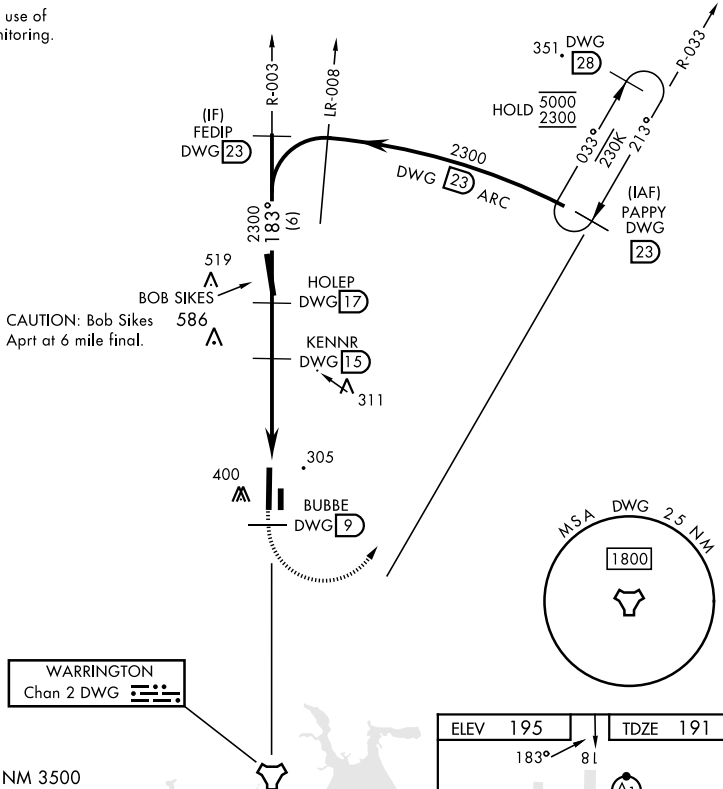 use of
nitoring.
R-003
LR-008
R-033
351
DWG
28
HOLD
5000
2300
033°
230K
213°
(IF)
FEDIP
DWG 23
2300
DWG 23 ARC
(IAF)
PAPPY
DWG
23
2300
183°
(6)
519
BOB SIKES
HOLEP
DWG 17
CAUTION: Bob Sikes
Aprt at 6 mile final.
586
KENNR
DWG 15
311
305
400
BUBBE
DWG 9
MSA DWG 25 NM
1800
WARRINGTON
Chan 2 DWG
ELEV 195
TDZE 191
183°
18
NM 3500